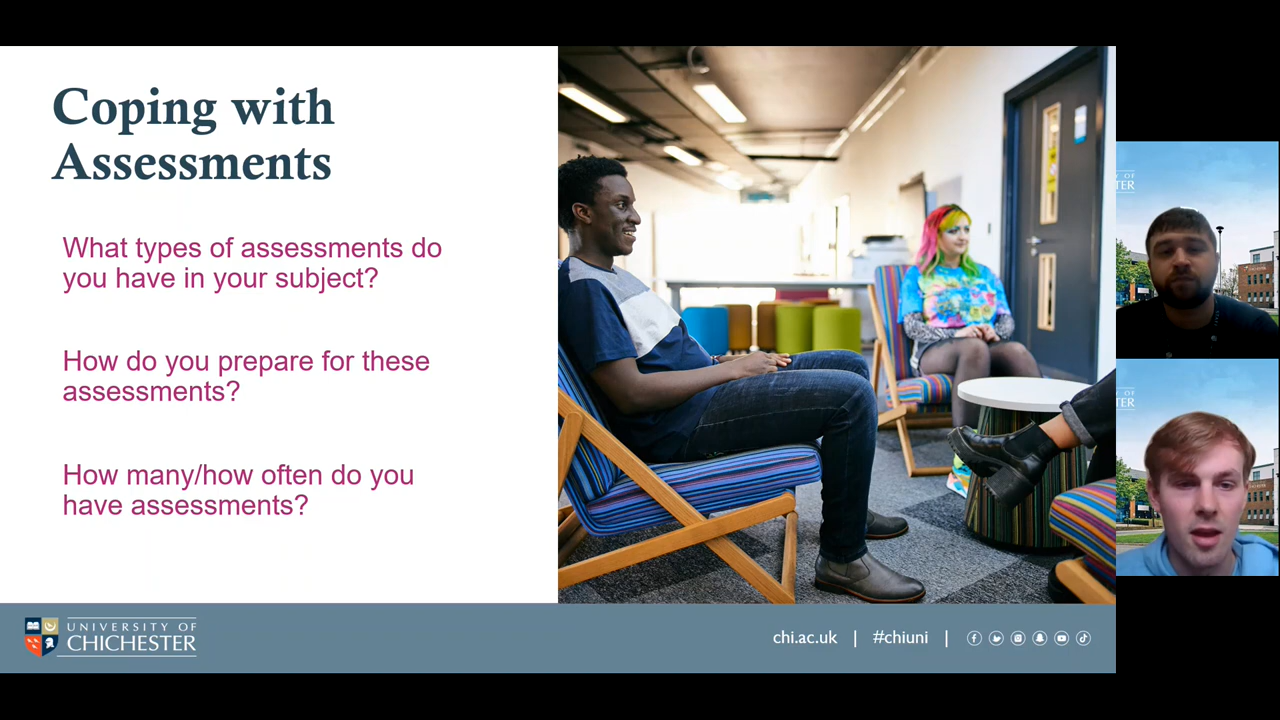 Coping with
Assessments
What types of assessments do
you have in your subject?
How do you prepare for these
assessments?
How many/how often do you
have assessments?
UNIVERSITY OF
CHICHESTER
chi.ac.uk | #chiuni |